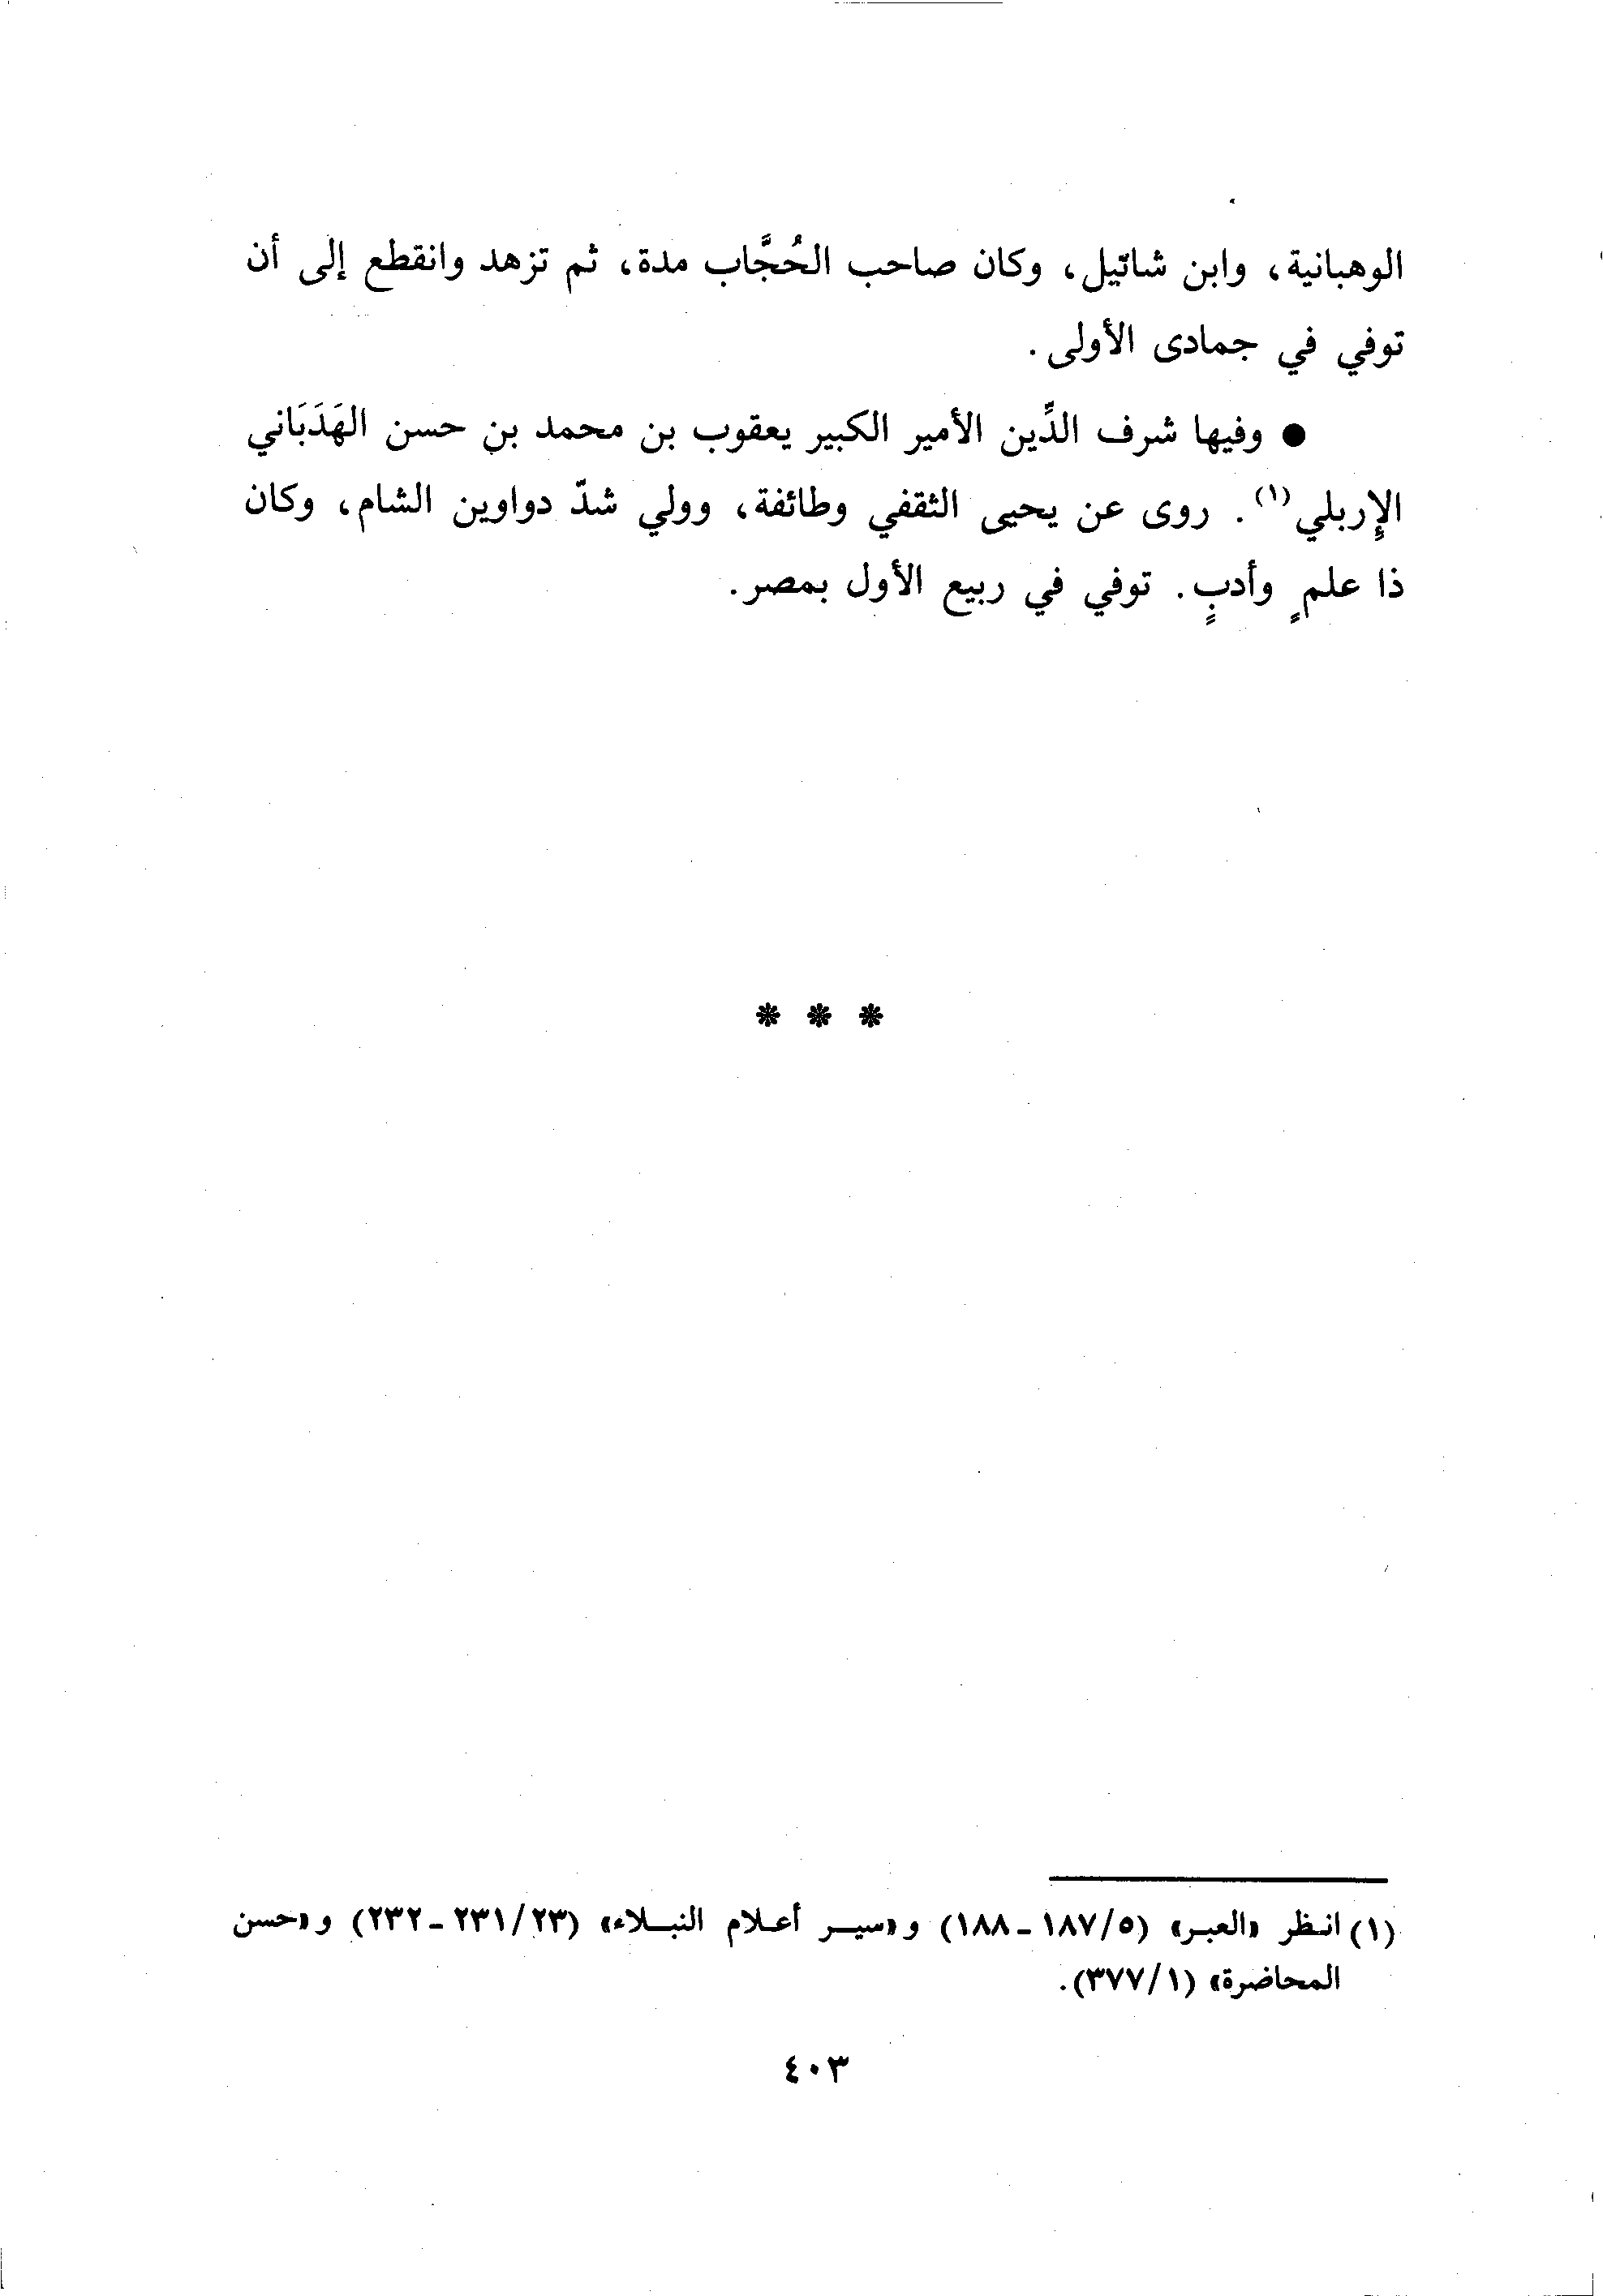 الوهبانية، وابن شاتيل، وكان صاحب الحُجَّاب مدة، ثم تزهد وانقطع إلى أن
توفي في جمادى الأولى.
● وفيها شرف الدِّين الأمير الكبير يعقوب بن محمد بن حسن الهَدَبَاني
الإِربلي(١). روى عن يحيى الثقفي وطائفة، وولي شدّ دواوين الشام، وكان
ذا علمٍ وأدبٍ. توفي في ربيع الأول بمصر.
* * *
(١) انظر «العبر» (١٨٧/٥ - ١٨٨) و«سير أعلام النبلاء» (٢٣١/٢٣ - ٢٣٢) و«حسن
المحاضرة» (٣٧٧/١).
٤٠٣